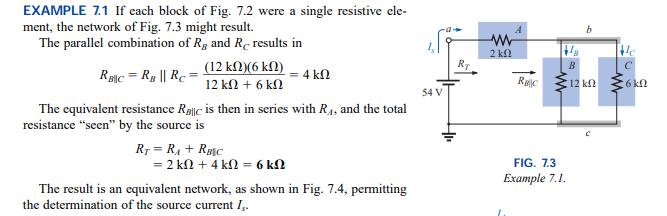 EXAMPLE 7.1 If each block of Fig. 7.2 were a single resistive ele-
ment, the network of Fig. 7.3 might result.
The parallel combination of R_B and R_C results in
R_B||C = R_B || R_C = (12 kΩ)(6 kΩ) / 12 kΩ + 6 kΩ = 4 kΩ
The equivalent resistance R_B||C is then in series with R_A, and the total
resistance “seen” by the source is
R_T = R_A + R_B||C
= 2 kΩ + 4 kΩ = 6 kΩ
The result is an equivalent network, as shown in Fig. 7.4, permitting
the determination of the source current I_s.
a
A
b
I_s
2 kΩ
I_B
I_C
R_T
B
C
R_B||C
12 kΩ
6 kΩ
54 V
c
FIG. 7.3
Example 7.1.